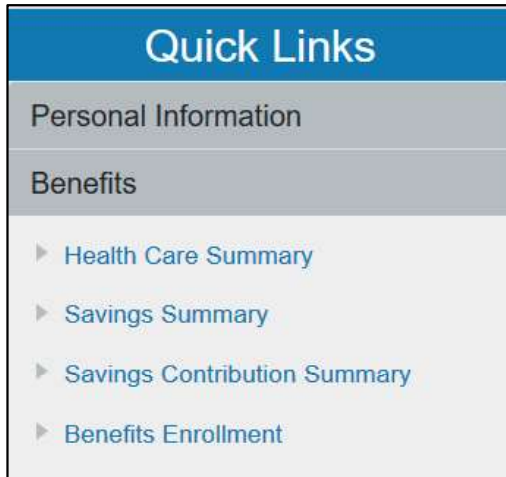 Quick Links
Personal Information
Benefits
Health Care Summary
Savings Summary
Savings Contribution Summary
Benefits Enrollment